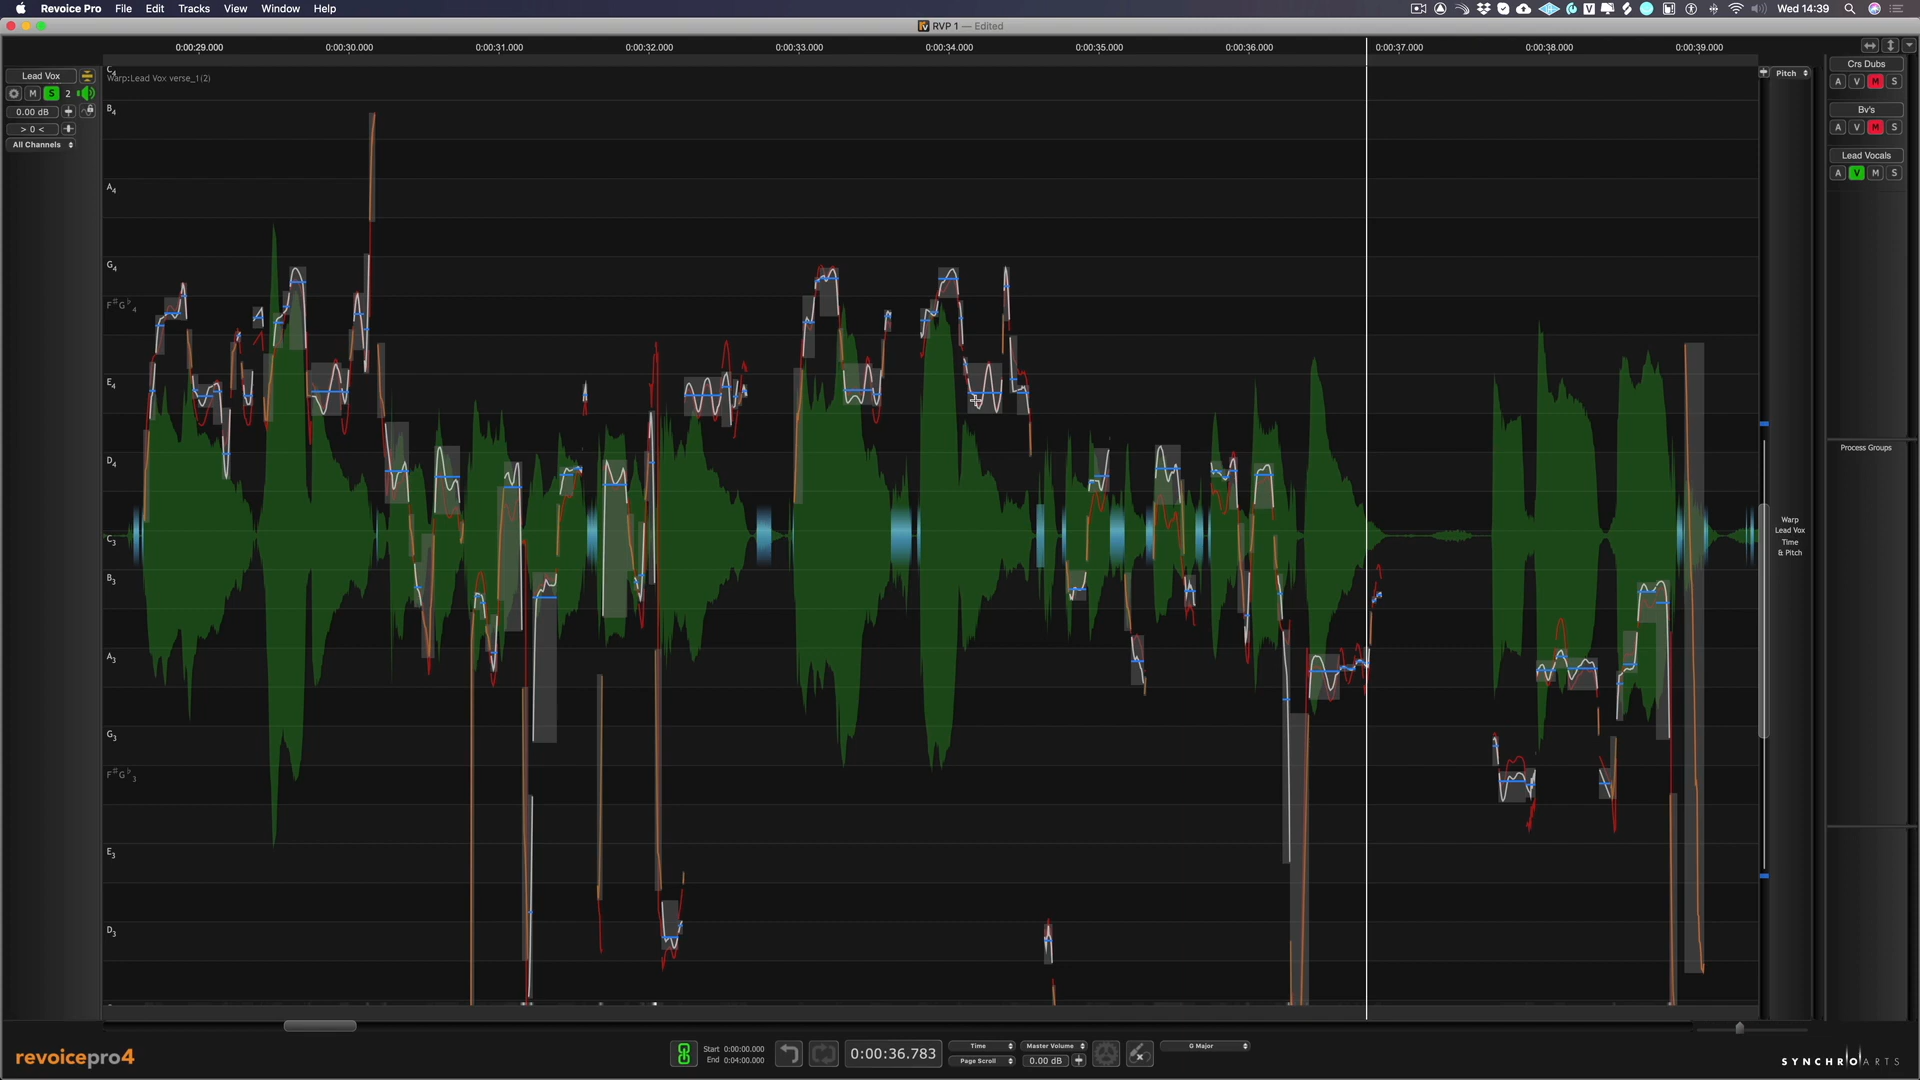 Revoice Pro File Edit Tracks View Window Help
Wed 14:39
RVP 1 — Edited
0:00:29.000 0:00:30.000 0:00:31.000 0:00:32.000 0:00:33.000 0:00:34.000 0:00:35.000 0:00:36.000 0:00:37.000 0:00:38.000 0:00:39.000
Lead Vox
M S 2
0.00 dB
> 0 <
All Channels
Warp:Lead Vox verse_1(2)
C4
B4
A4
G4
F#G♭4
E4
D4
C3
B3
A3
G3
F#G♭3
E3
D3
Pitch
Warp
Lead Vox
Time
& Pitch
Crs Dubs
A V M S
Bv's
A V M S
Lead Vocals
A V M S
Process Groups
revoicepro4
Start 0:00:00.000
End 0:04:00.000
0:00:36.783
Time
Page Scroll
Master Volume
0.00 dB
G Major
SYNCHROARTS